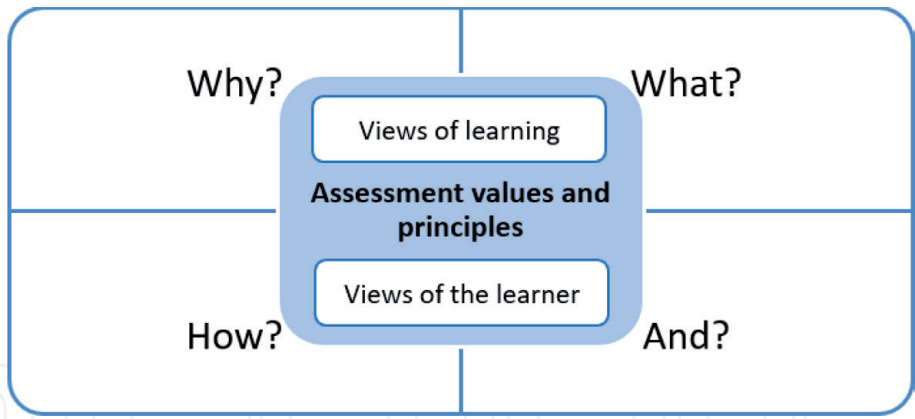 Why?
What?
Views of learning
Assessment values and
principles
Views of the learner
How?
And?